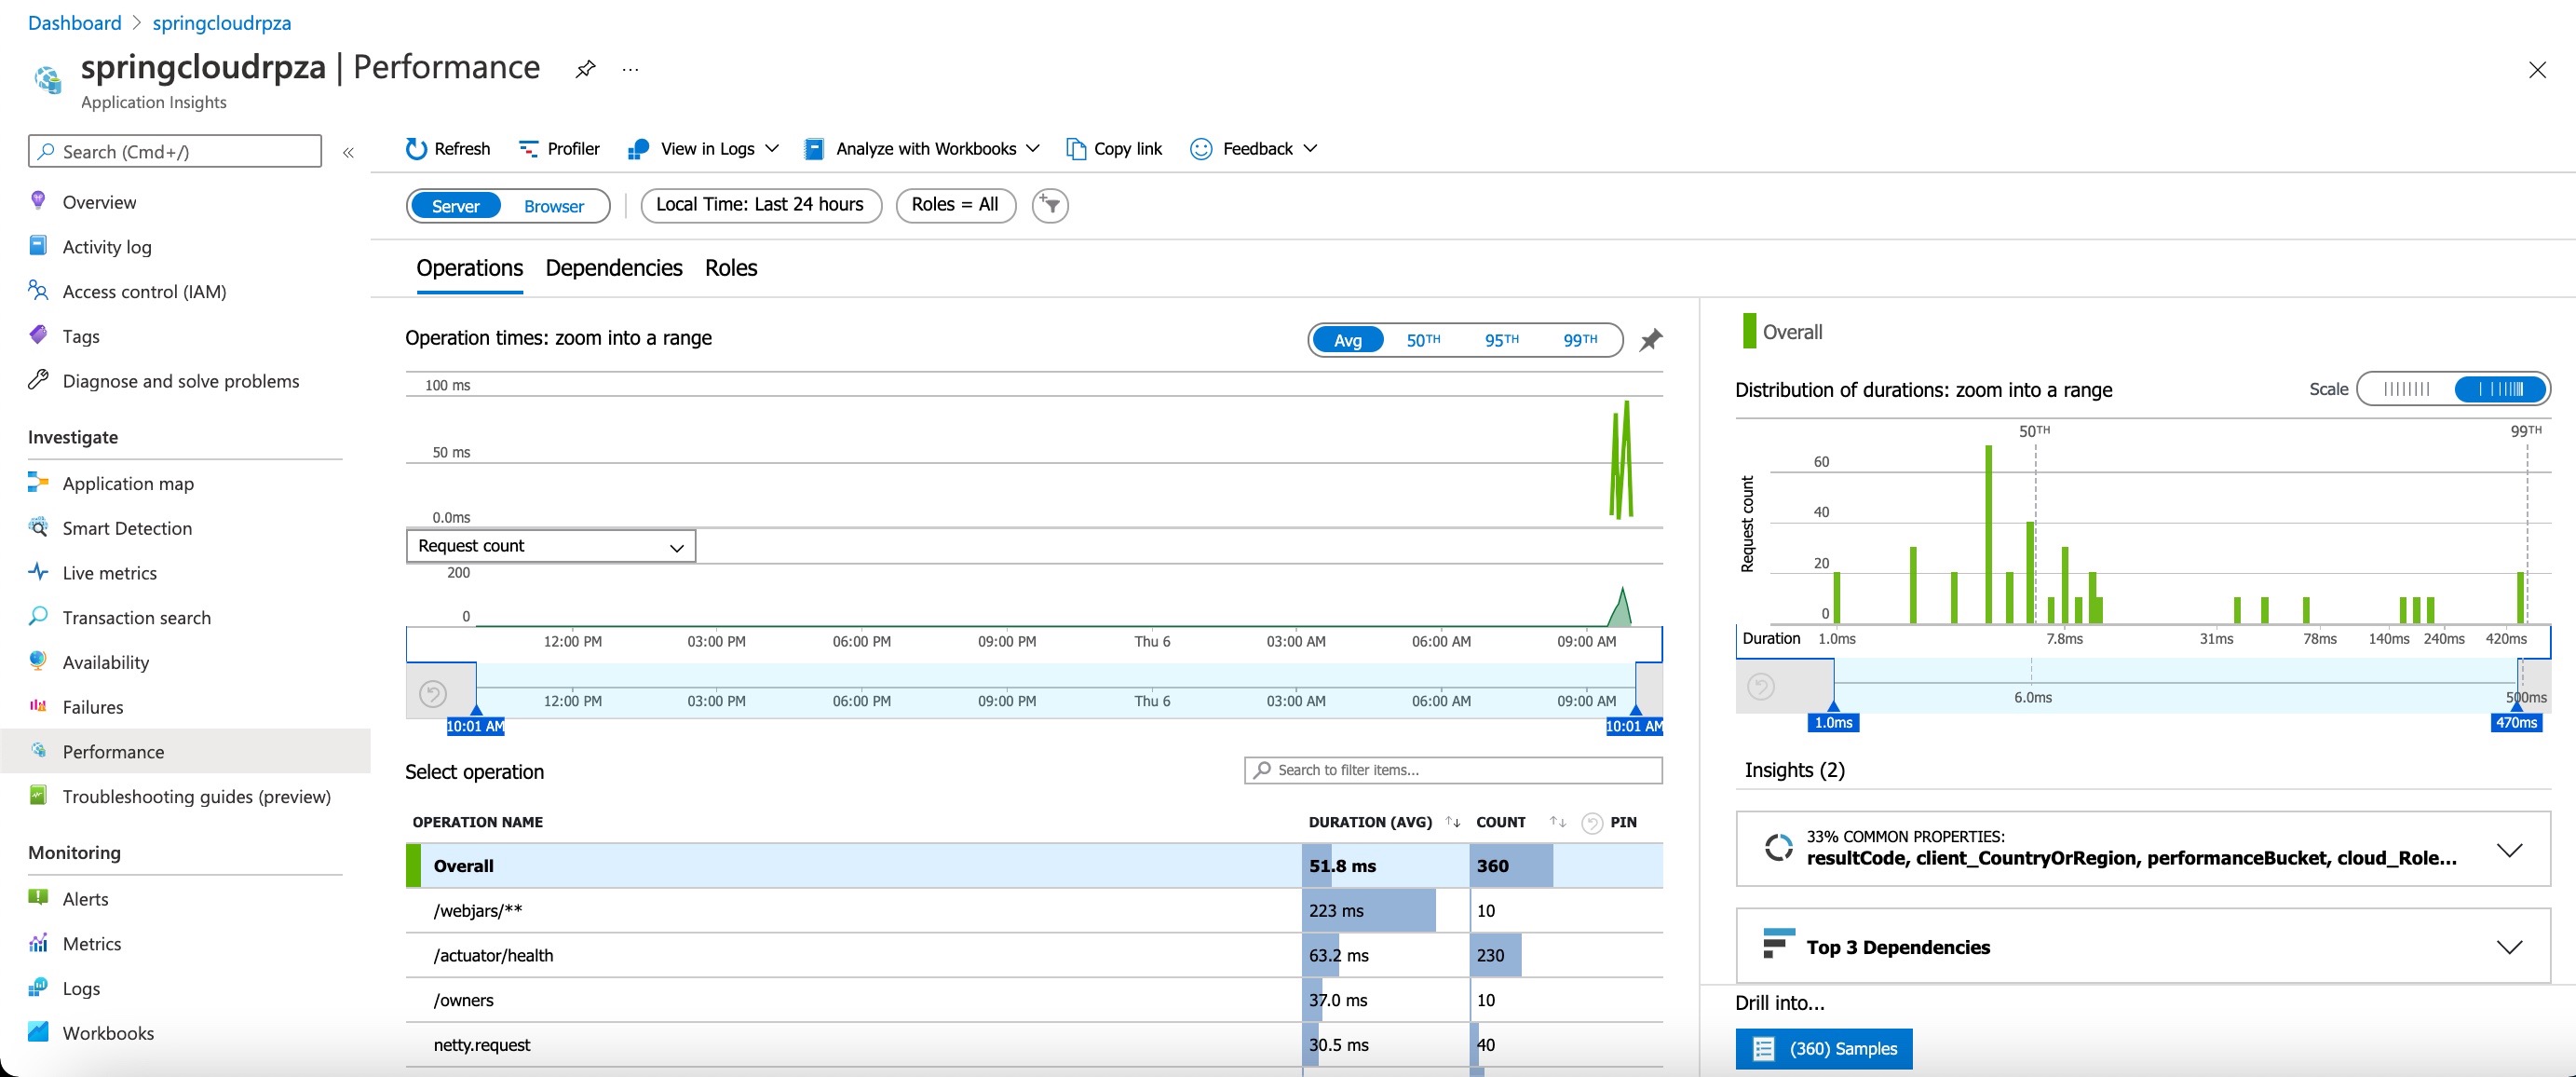 Dashboard > springcloudrpza
springcloudrpza | Performance ...
Application Insights
Search (Cmd+/) «
Overview
Activity log
Access control (IAM)
Tags
Diagnose and solve problems
Investigate
Application map
Smart Detection
Live metrics
Transaction search
Availability
Failures
Performance
Troubleshooting guides (preview)
Monitoring
Alerts
Metrics
Logs
Workbooks
Refresh Profiler View in Logs Analyze with Workbooks Copy link Feedback
Server Browser Local Time: Last 24 hours Roles = All
Operations Dependencies Roles
Operation times: zoom into a range Avg 50TH 95TH 99TH
100 ms
50 ms
0.0ms
Request count
200
0
12:00 PM 03:00 PM 06:00 PM 09:00 PM Thu 6 03:00 AM 06:00 AM 09:00 AM
12:00 PM 03:00 PM 06:00 PM 09:00 PM Thu 6 03:00 AM 06:00 AM 09:00 AM
10:01 AM 10:01 AM
Select operation Search to filter items...
OPERATION NAME DURATION (AVG) COUNT PIN
Overall 51.8 ms 360
/webjars/** 223 ms 10
/actuator/health 63.2 ms 230
/owners 37.0 ms 10
netty.request 30.5 ms 40
Overall
Distribution of durations: zoom into a range Scale
50TH 99TH
Request count
60
40
20
0
Duration 1.0ms 7.8ms 31ms 78ms 140ms 240ms 420ms
6.0ms 500ms
1.0ms 470ms
Insights (2)
33% COMMON PROPERTIES:
resultCode, client_CountryOrRegion, performanceBucket, cloud_Role...
Top 3 Dependencies
Drill into...
(360) Samples